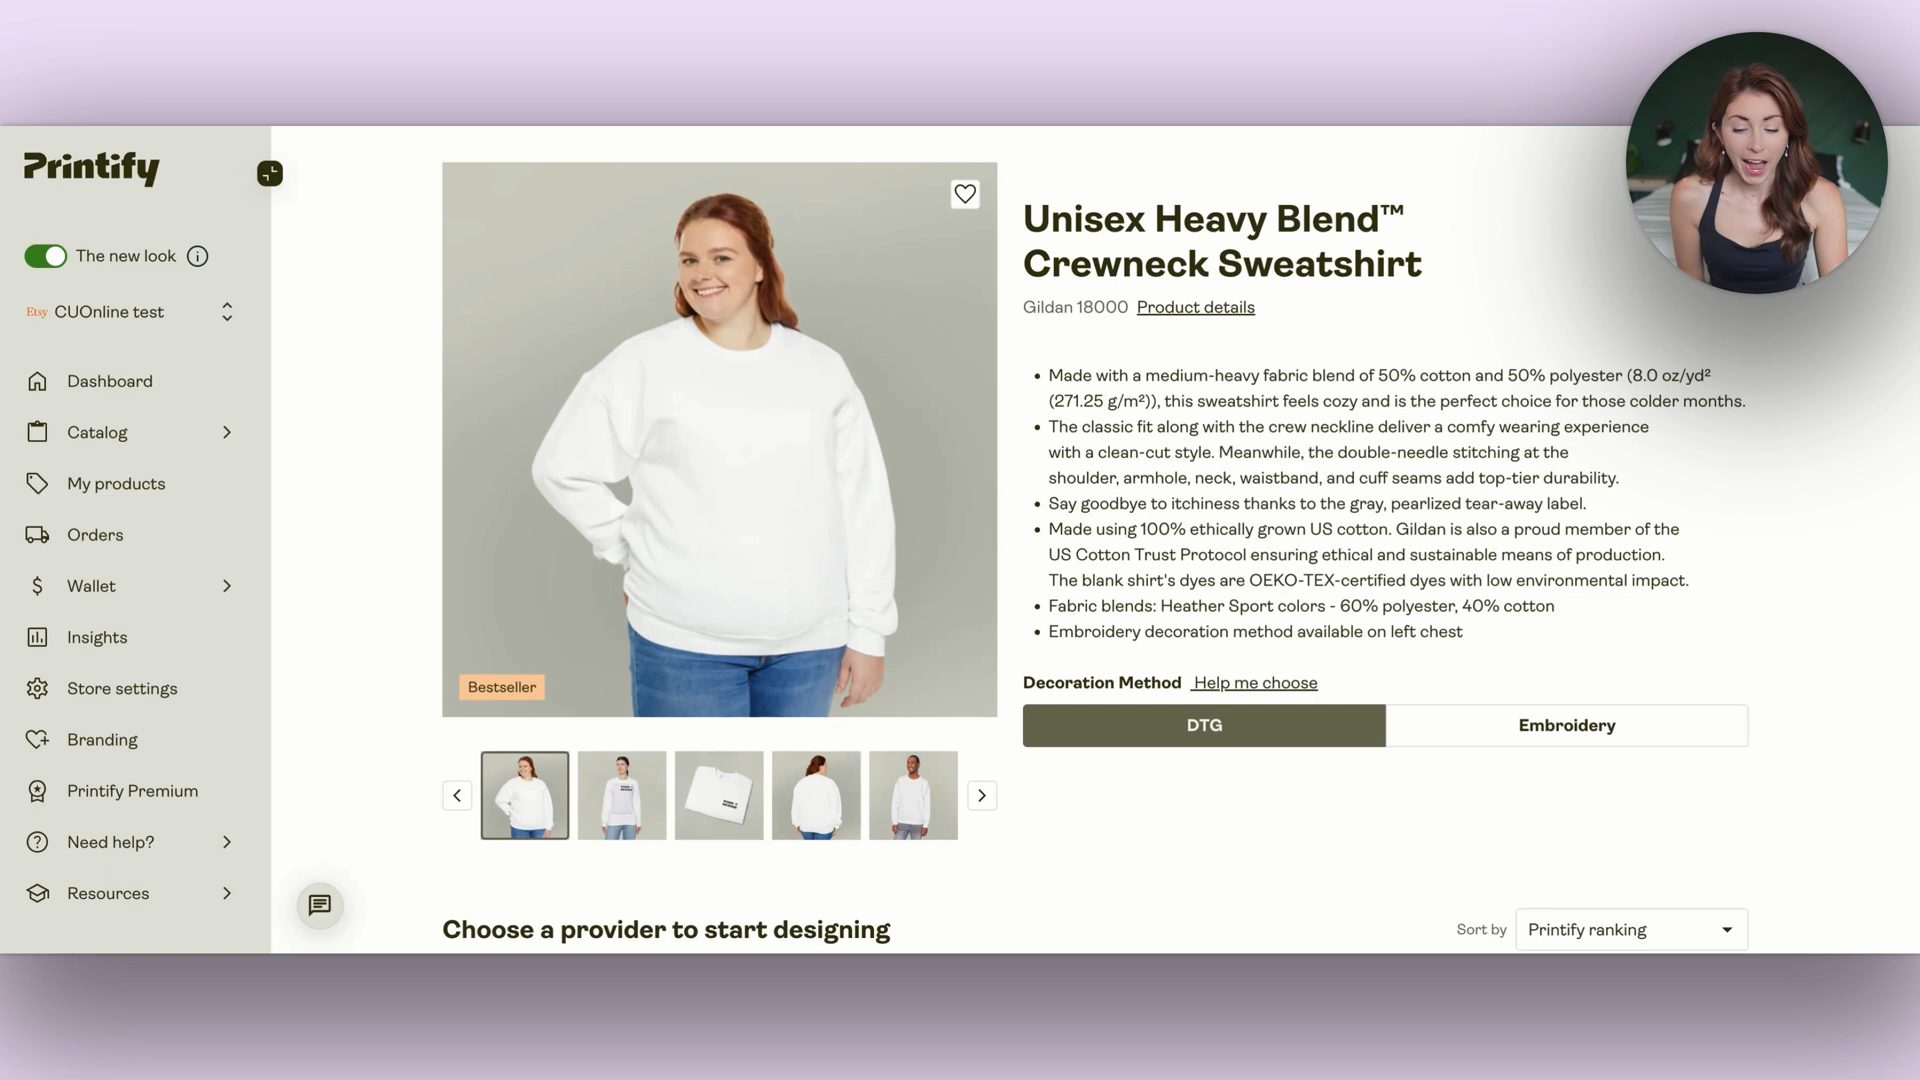 Printify
The new look
Etsy CUOnline test
Dashboard
Catalog
My products
Orders
Wallet
Insights
Store settings
Branding
Printify Premium
Need help?
Resources
Bestseller
Unisex Heavy Blend™
Crewneck Sweatshirt
Gildan 18000 Product details
• Made with a medium-heavy fabric blend of 50% cotton and 50% polyester (8.0 oz/yd²
(271.25 g/m²)), this sweatshirt feels cozy and is the perfect choice for those colder months.
• The classic fit along with the crew neckline deliver a comfy wearing experience
with a clean-cut style. Meanwhile, the double-needle stitching at the
shoulder, armhole, neck, waistband, and cuff seams add top-tier durability.
• Say goodbye to itchiness thanks to the gray, pearlized tear-away label.
• Made using 100% ethically grown US cotton. Gildan is also a proud member of the
US Cotton Trust Protocol ensuring ethical and sustainable means of production.
The blank shirt's dyes are OEKO-TEX-certified dyes with low environmental impact.
• Fabric blends: Heather Sport colors - 60% polyester, 40% cotton
• Embroidery decoration method available on left chest
Decoration Method Help me choose
DTG Embroidery
Choose a provider to start designing
Sort by Printify ranking